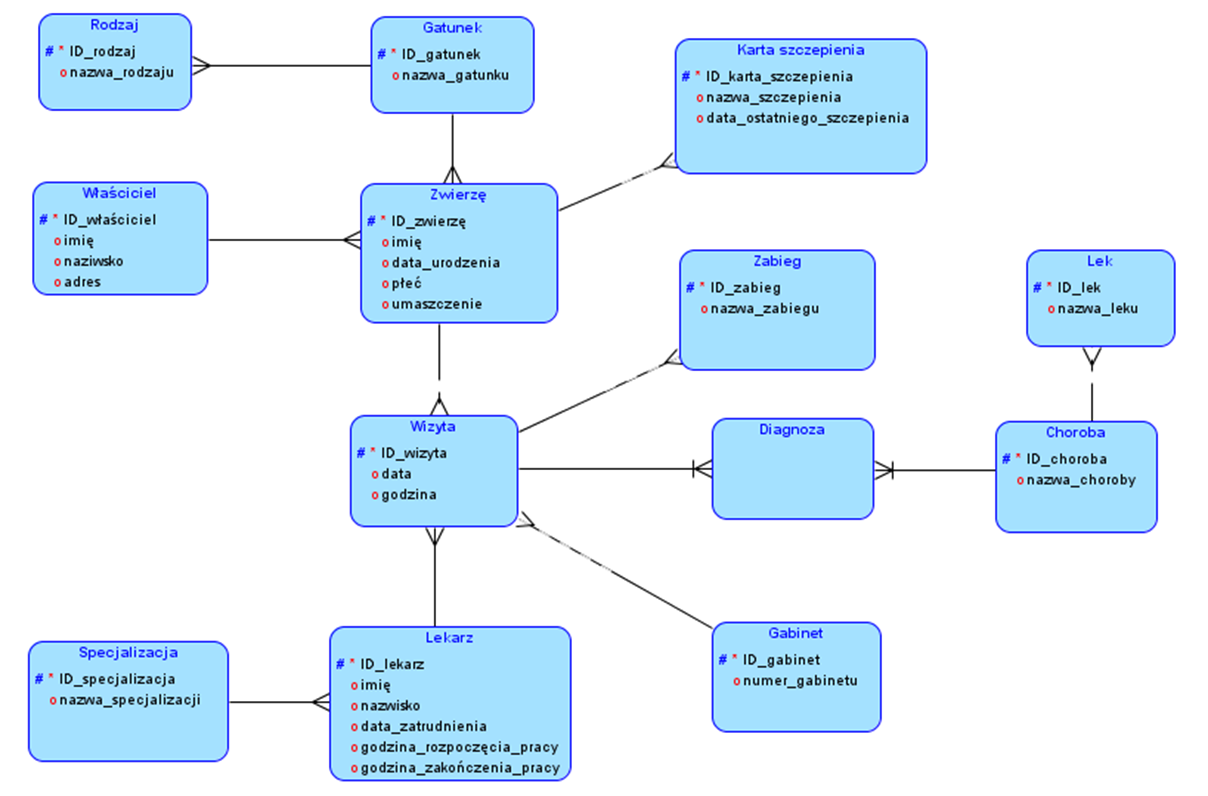 Rodzaj
# * ID_rodzaj
o nazwa_rodzaju
Gatunek
# * ID_gatunek
o nazwa_gatunku
Karta szczepienia
# * ID_karta_szczepienia
o nazwa_szczepienia
o data_ostatniego_szczepienia
Właściciel
# * ID_właściciel
o imię
o naziwsko
o adres
Zwierzę
# * ID_zwierzę
o imię
o data_urodzenia
o płeć
o umaszczenie
Zabieg
# * ID_zabieg
o nazwa_zabiegu
Lek
# * ID_lek
o nazwa_leku
Wizyta
# * ID_wizyta
o data
o godzina
Diagnoza
Choroba
# * ID_choroba
o nazwa_choroby
Specjalizacja
# * ID_specjalizacja
o nazwa_specjalizacji
Lekarz
# * ID_lekarz
o imię
o nazwisko
o data_zatrudnienia
o godzina_rozpoczęcia_pracy
o godzina_zakończenia_pracy
Gabinet
# * ID_gabinet
o numer_gabinetu